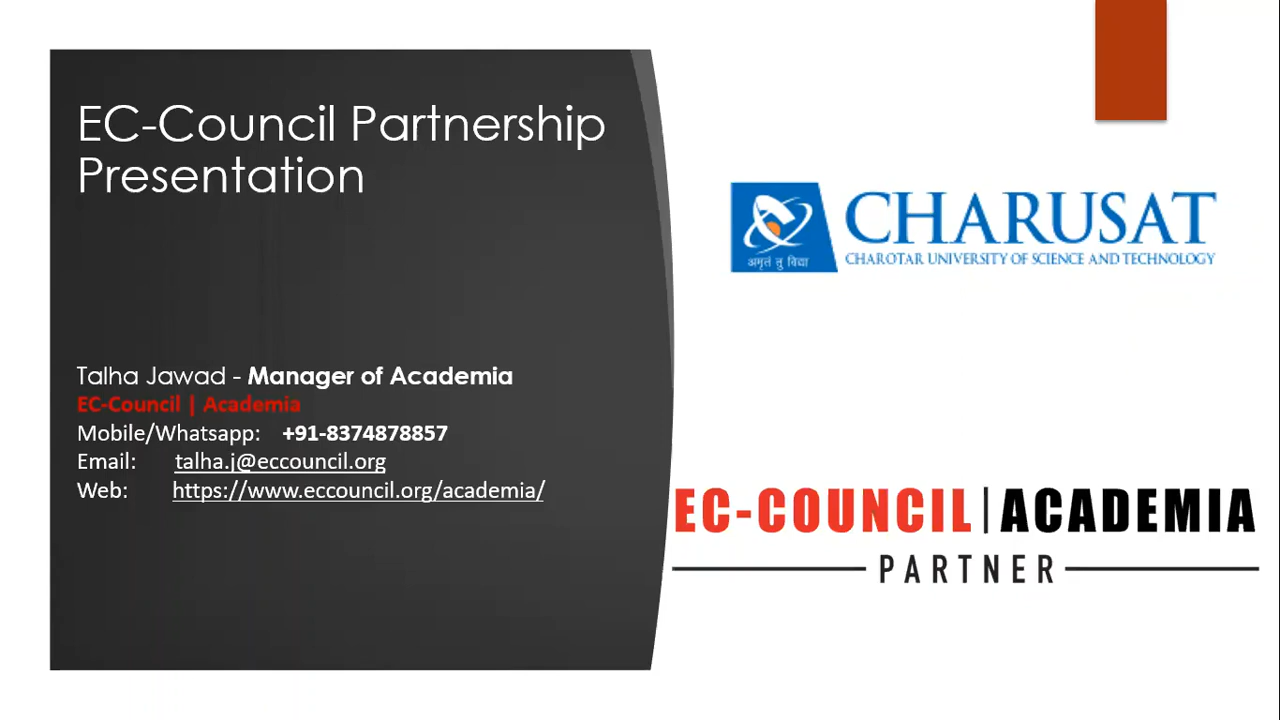 EC-Council Partnership
Presentation
Talha Jawad - Manager of Academia
EC-Council | Academia
Mobile/Whatsapp: +91-8374878857
Email: talha.j@eccouncil.org
Web: https://www.eccouncil.org/academia/
CHARUSAT
CHAROTAR UNIVERSITY OF SCIENCE AND TECHNOLOGY
अमृतं तु विद्या
EC-COUNCIL | ACADEMIA
PARTNER